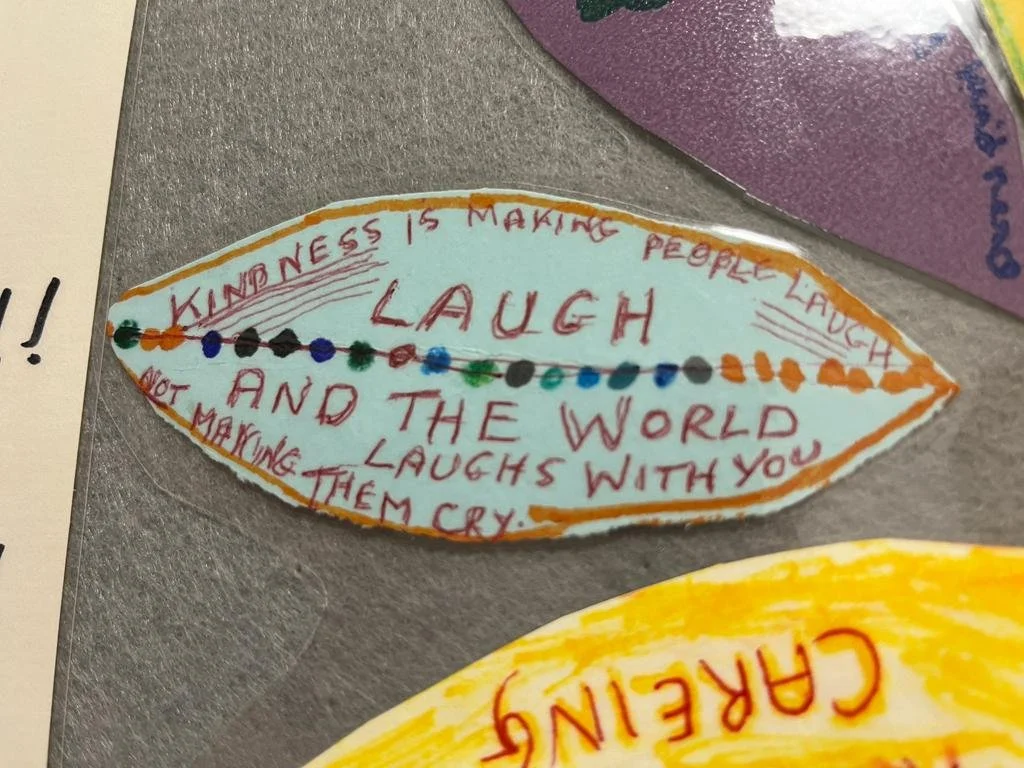 KINDNESS IS MAKING PEOPLE LAUGH
LAUGH
AND THE WORLD
LAUGHS WITH YOU
NOT MAKING
THEM CRY.
CAREING
!!